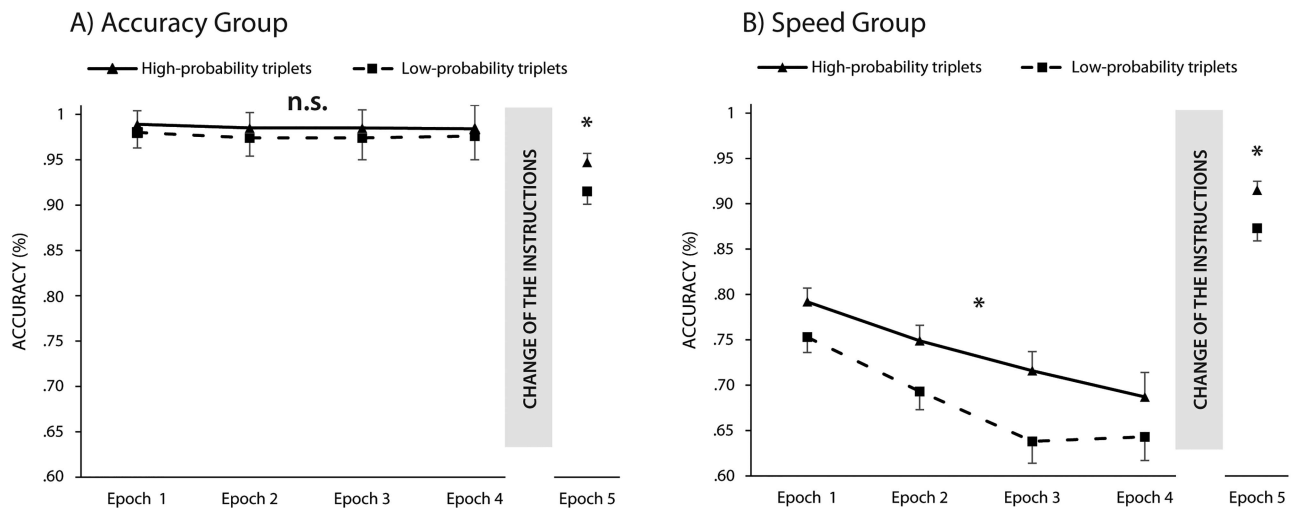 A) Accuracy Group
High-probability triplets
Low-probability triplets
n.s.
1
.95
.90
.85
.80
.75
.70
.65
.60
ACCURACY (%)
CHANGE OF THE INSTRUCTIONS
*
Epoch 1
Epoch 2
Epoch 3
Epoch 4
Epoch 5
B) Speed Group
High-probability triplets
Low-probability triplets
1
.95
.90
.85
.80
.75
.70
.65
.60
ACCURACY (%)
*
CHANGE OF THE INSTRUCTIONS
*
Epoch 1
Epoch 2
Epoch 3
Epoch 4
Epoch 5